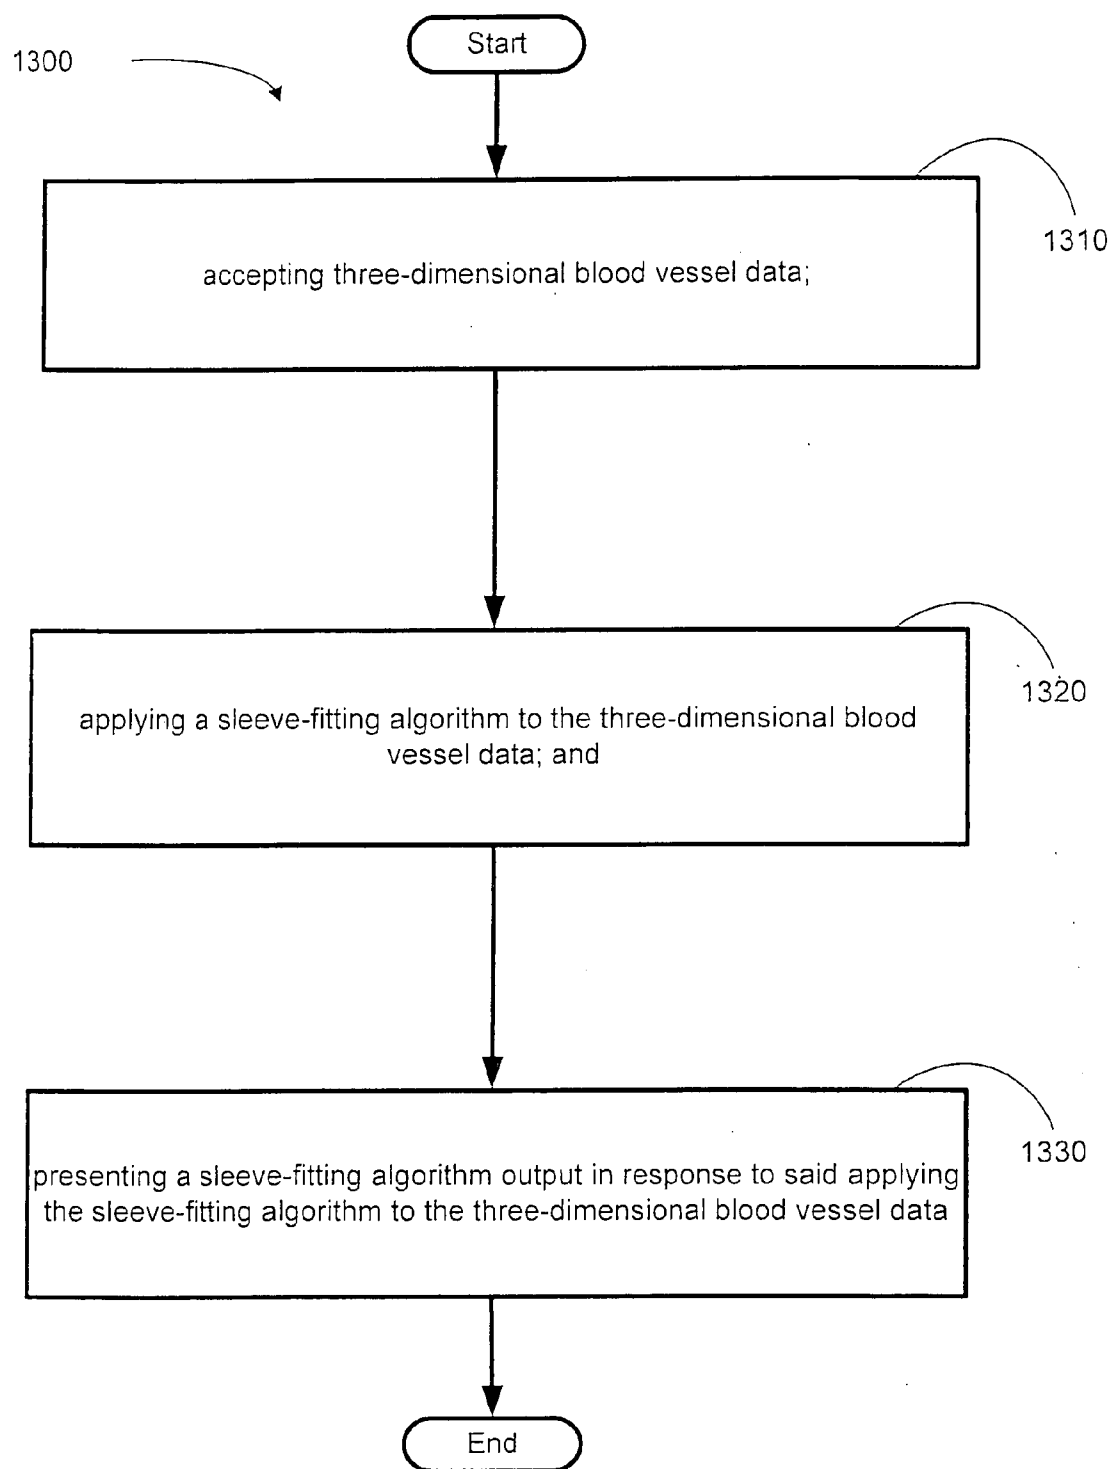 Start
1300
1310
accepting three-dimensional blood vessel data;
1320
applying a sleeve-fitting algorithm to the three-dimensional blood
vessel data; and
1330
presenting a sleeve-fitting algorithm output in response to said applying
the sleeve-fitting algorithm to the three-dimensional blood vessel data
End